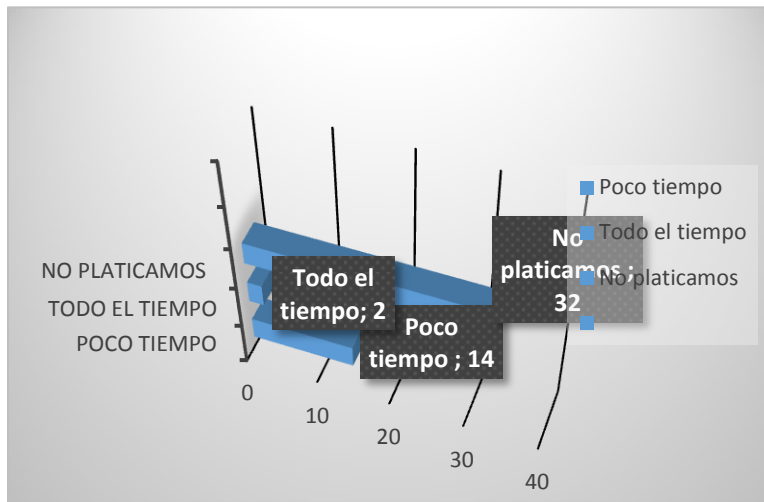 NO PLATICAMOS
TODO EL TIEMPO
POCO TIEMPO
0
10
20
30
40
Todo el
tiempo; 2
Poco
tiempo ; 14
No
platicamos ;
32
Poco tiempo
Todo el tiempo
No platicamos